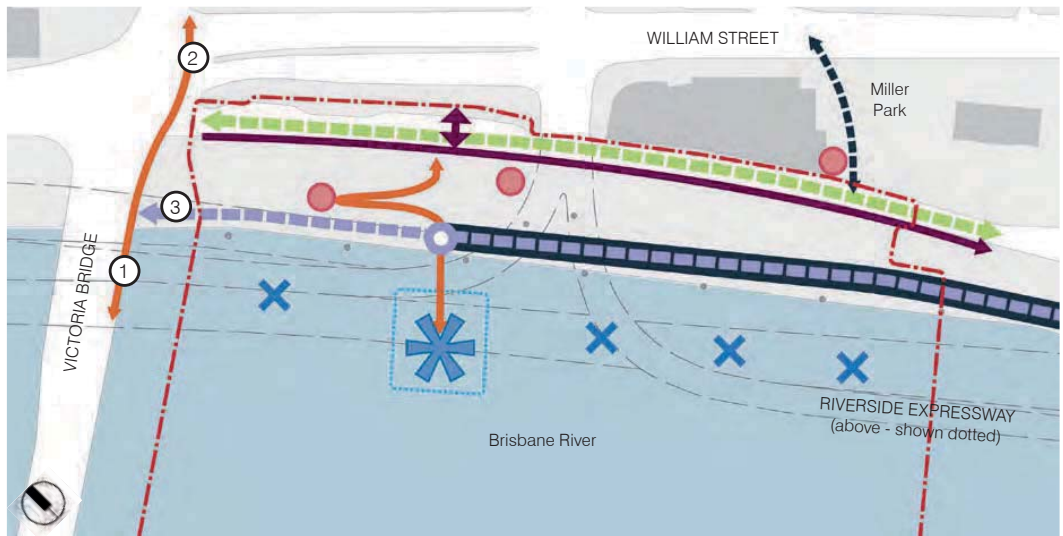 WILLIAM STREET
2
Miller
Park
3
1
VICTORIA BRIDGE
RIVERSIDE EXPRESSWAY
(above - shown dotted)
Brisbane River